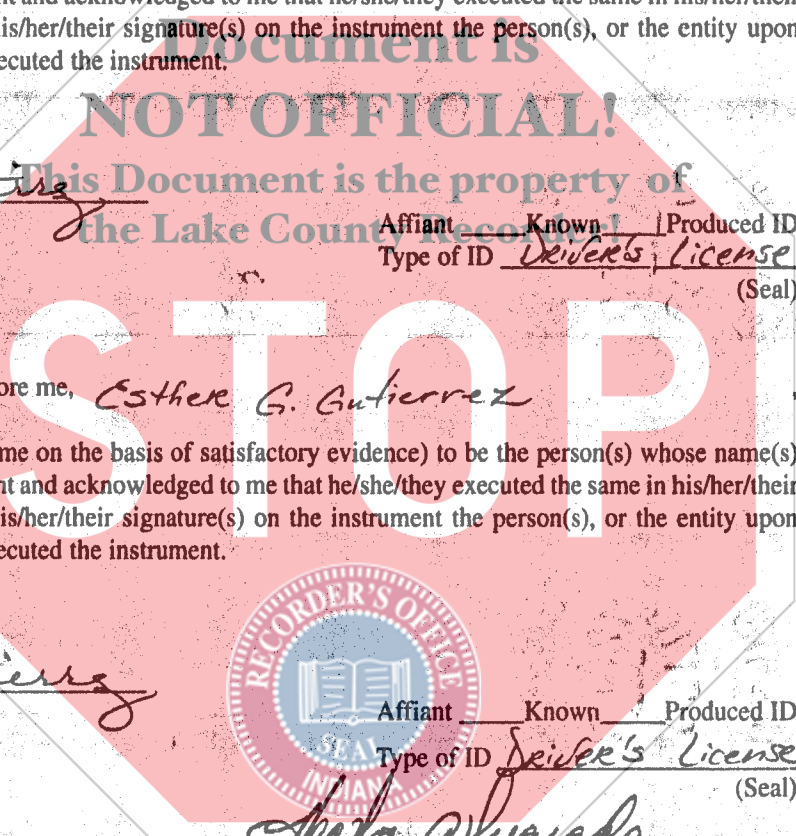 nt and acknowledged to me that he/she/they executed the same in his/her/their
is/her/their signature(s) on the instrument the person(s), or the entity upon
ecuted the instrument.
Document is
NOT OFFICIAL!
This Document is the property of
the Lake County Recorder!
Affiant ____Known____Produced ID
Type of ID Driver's License
(Seal)
STOP
ore me, Esther G. Gutierrez,
me on the basis of satisfactory evidence) to be the person(s) whose name(s)
nt and acknowledged to me that he/she/they executed the same in his/her/their
is/her/their signature(s) on the instrument the person(s), or the entity upon
ecuted the instrument.
RECORDER'S OFFICE
SEAL
INDIANA
Affiant ____Known____Produced ID
Type of ID Driver's License
(Seal)